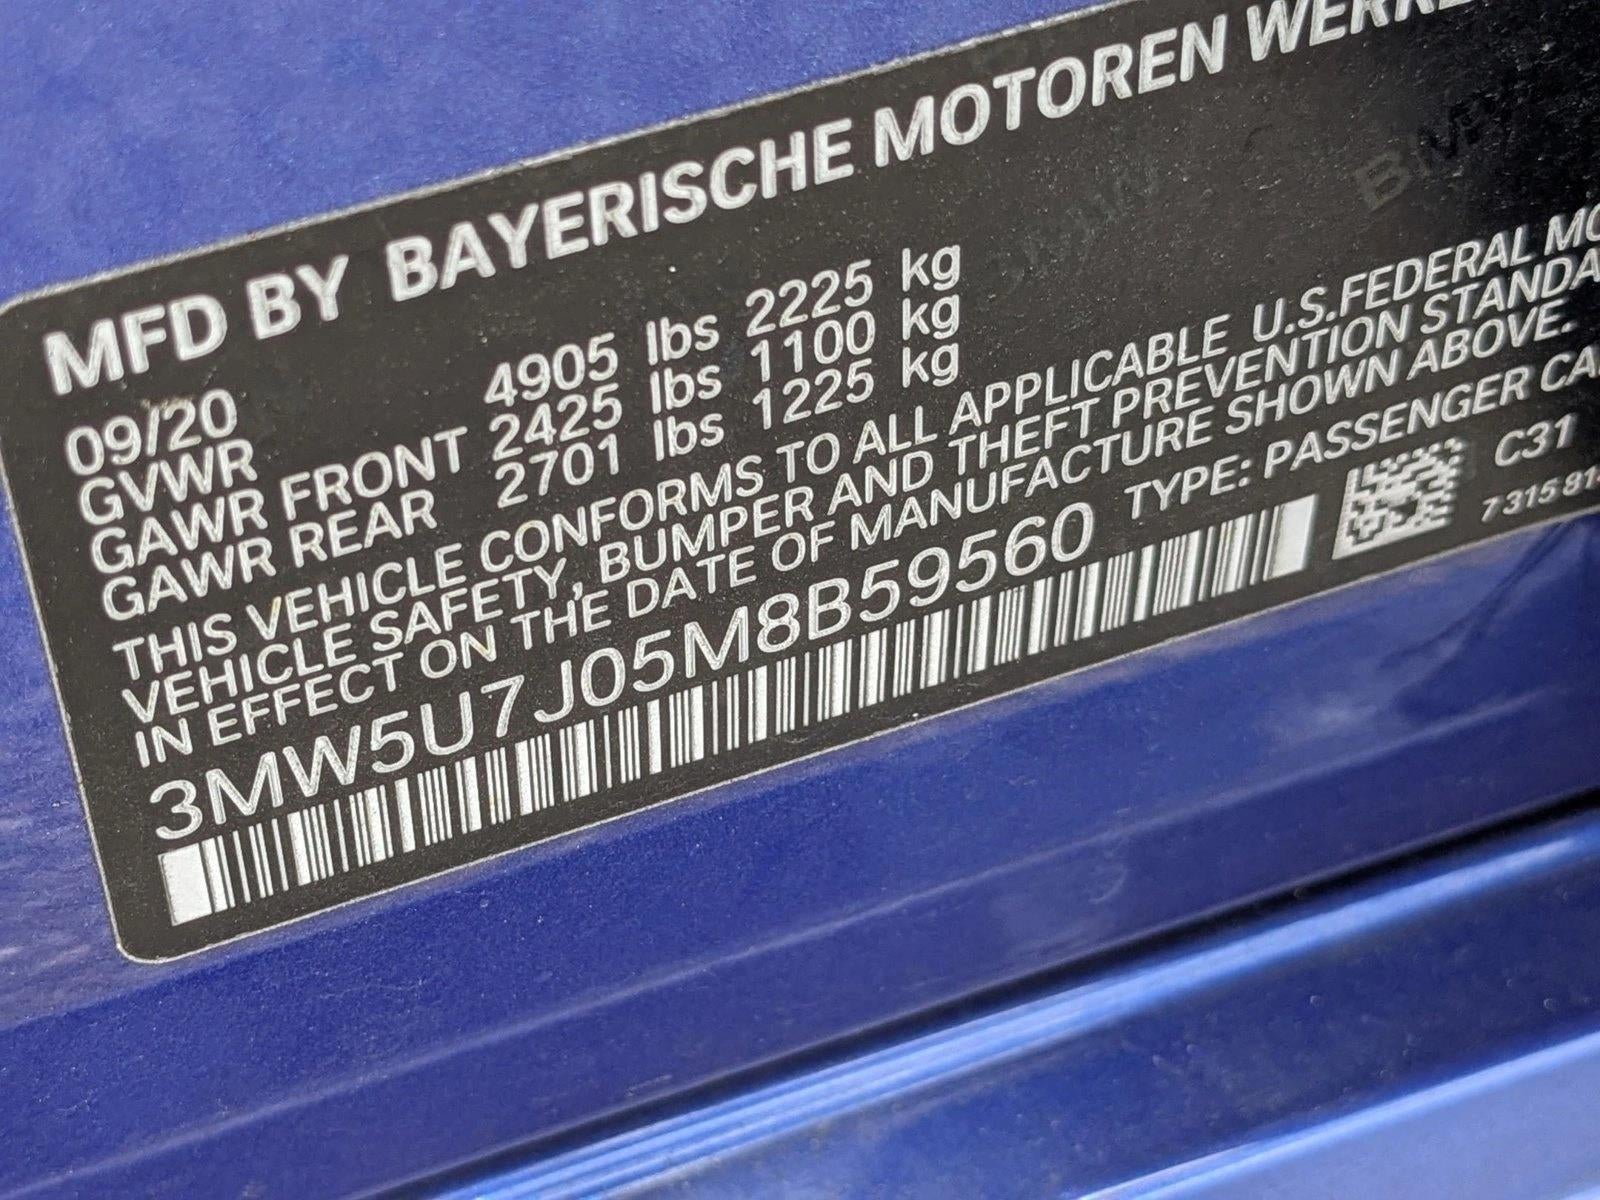 MFD BY BAYERISCHE MOTOREN WERKE
09/20
GVWR 4905 lbs 2225 kg
GAWR FRONT 2425 lbs 1100 kg
GAWR REAR 2701 lbs 1225 kg
THIS VEHICLE CONFORMS TO ALL APPLICABLE U.S.FEDERAL
VEHICLE SAFETY, BUMPER AND THEFT PREVENTION
IN EFFECT ON THE DATE OF MANUFACTURE SHOWN ABOVE.
3MW5U7J05M8B59560 TYPE: PASSENGER
C31
7 315